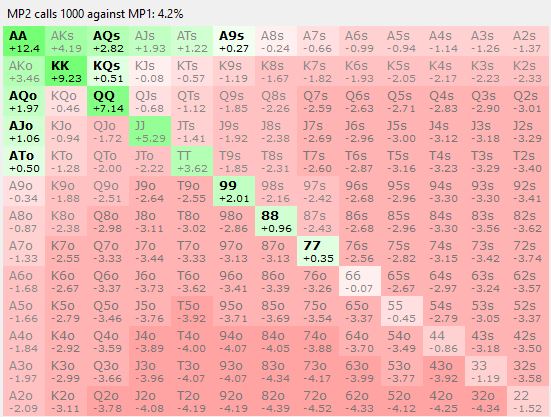 MP2 calls 1000 against MP1: 4.2%
AA AKs AQs AJs ATs A9s A8s A7s A6s A5s A4s A3s A2s
+12.4 +4.19 +2.82 +1.93 +1.22 +0.27 -0.24 -0.66 -0.99 -0.94 -1.14 -1.26 -1.37
AKo KK KQs KJs KTs K9s K8s K7s K6s K5s K4s K3s K2s
+3.46 +9.23 +0.51 -0.08 -0.57 -1.19 -1.67 -1.82 -1.93 -2.05 -2.17 -2.23 -2.33
AQo KQo QQ QJs QTs Q9s Q8s Q7s Q6s Q5s Q4s Q3s Q2s
+1.97 -0.46 +7.14 -0.68 -1.12 -1.85 -2.26 -2.59 -2.63 -2.71 -2.83 -2.90 -3.01
AJo KJo QJo JJ JTs J9s J8s J7s J6s J5s J4s J3s J2s
+1.06 -0.94 -1.72 +5.29 -1.41 -1.92 -2.38 -2.69 -2.96 -3.00 -3.12 -3.18 -3.29
ATo KTo QTo JTo TT T9s T8s T7s T6s T5s T4s T3s T2s
+0.50 -1.28 -2.00 -2.22 +3.62 -1.85 -2.31 -2.60 -2.87 -3.16 -3.23 -3.29 -3.40
A9o K9o Q9o J9o T9o 99 98s 97s 96s 95s 94s 93s 92s
-0.34 -1.88 -2.51 -2.64 -2.55 +2.01 -2.16 -2.42 -2.68 -2.96 -3.30 -3.30 -3.41
A8o K8o Q8o J8o T8o 98o 88 87s 86s 85s 84s 83s 82s
-0.87 -2.38 -2.98 -3.11 -3.02 -2.86 +0.96 -2.43 -2.68 -2.96 -3.30 -3.56 -3.62
A7o K7o Q7o J7o T7o 97o 87o 77 76s 75s 74s 73s 72s
-1.33 -2.55 -3.33 -3.44 -3.33 -3.13 -3.13 +0.35 -2.56 -2.82 -3.15 -3.42 -3.74
A6o K6o Q6o J6o T6o 96o 86o 76o 66 65s 64s 63s 62s
-1.68 -2.67 -3.37 -3.73 -3.62 -3.41 -3.39 -3.26 -0.07 -2.67 -2.97 -3.24 -3.57
A5o K5o Q5o J5o T5o 95o 85o 75o 65o 55 54s 53s 52s
-1.66 -2.79 -3.46 -3.78 -3.92 -3.71 -3.69 -3.54 -3.37 -0.45 -2.79 -3.05 -3.37
A4o K4o Q4o J4o T4o 94o 84o 74o 64o 54o 44 43s 42s
-1.84 -2.92 -3.59 -3.89 -4.00 -4.07 -4.05 -3.88 -3.70 -3.49 -0.86 -3.18 -3.50
A3o K3o Q3o J3o T3o 93o 83o 73o 63o 53o 43o 33 32s
-1.97 -2.99 -3.66 -3.96 -4.07 -4.07 -4.34 -4.17 -3.99 -3.77 -3.92 -1.19 -3.58
A2o K2o Q2o J2o T2o 92o 82o 72o 62o 52o 42o 32o 22
-2.09 -3.11 -3.78 -4.08 -4.19 -4.19 -4.39 -4.52 -4.33 -4.12 -4.25 -4.34 -1.52